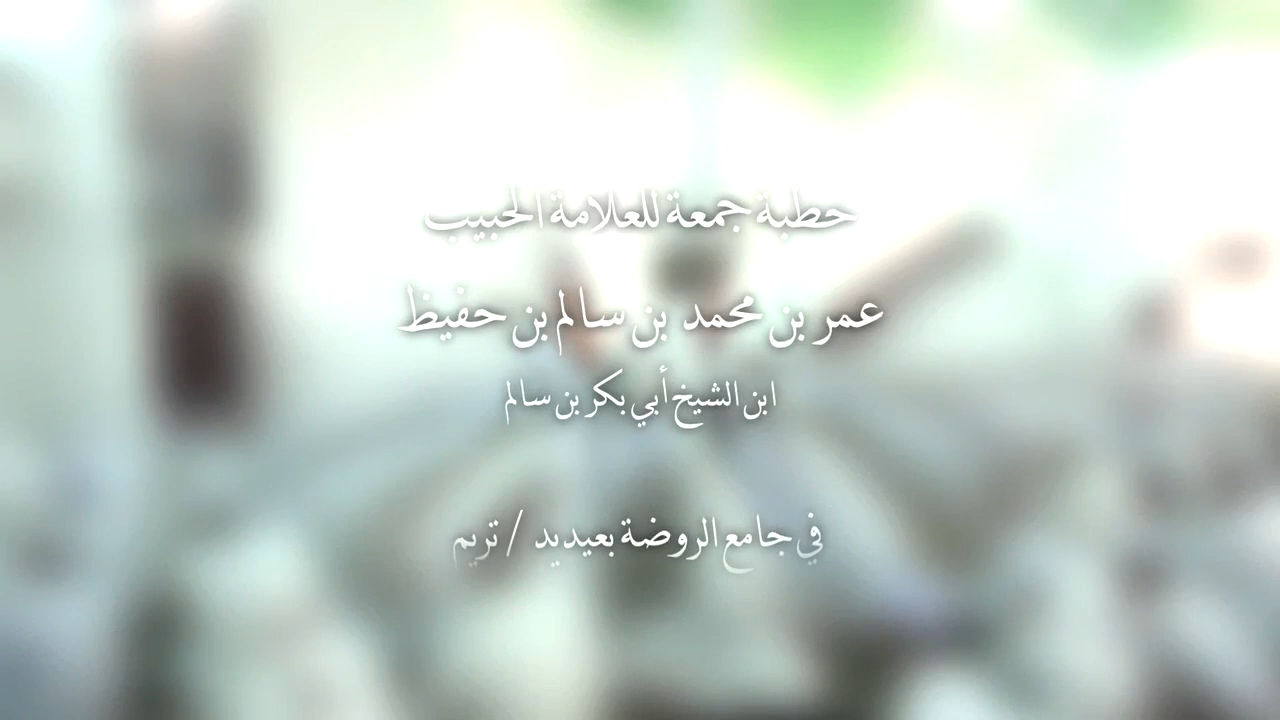 خطبة جمعة للعلامة الحبيب
عمر بن محمد بن سالم بن حفيظ
ابن الشيخ أبي بكر بن سالم
في جامع الروضة بعيديد / تريم